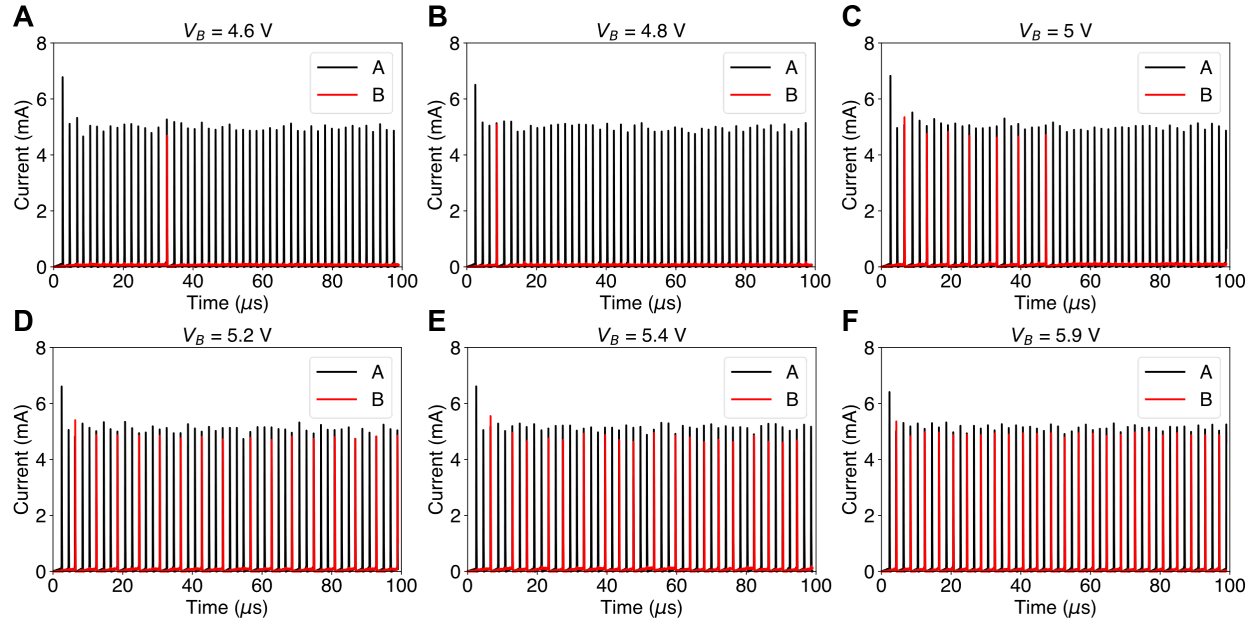 A
V_B = 4.6 V
Current (mA)
8
6
4
2
0
A
B
0 20 40 60 80 100
Time (μs)
B
V_B = 4.8 V
Current (mA)
8
6
4
2
0
A
B
0 20 40 60 80 100
Time (μs)
C
V_B = 5 V
Current (mA)
8
6
4
2
0
A
B
0 20 40 60 80 100
Time (μs)
D
V_B = 5.2 V
Current (mA)
8
6
4
2
0
A
B
0 20 40 60 80 100
Time (μs)
E
V_B = 5.4 V
Current (mA)
8
6
4
2
0
A
B
0 20 40 60 80 100
Time (μs)
F
V_B = 5.9 V
Current (mA)
8
6
4
2
0
A
B
0 20 40 60 80 100
Time (μs)